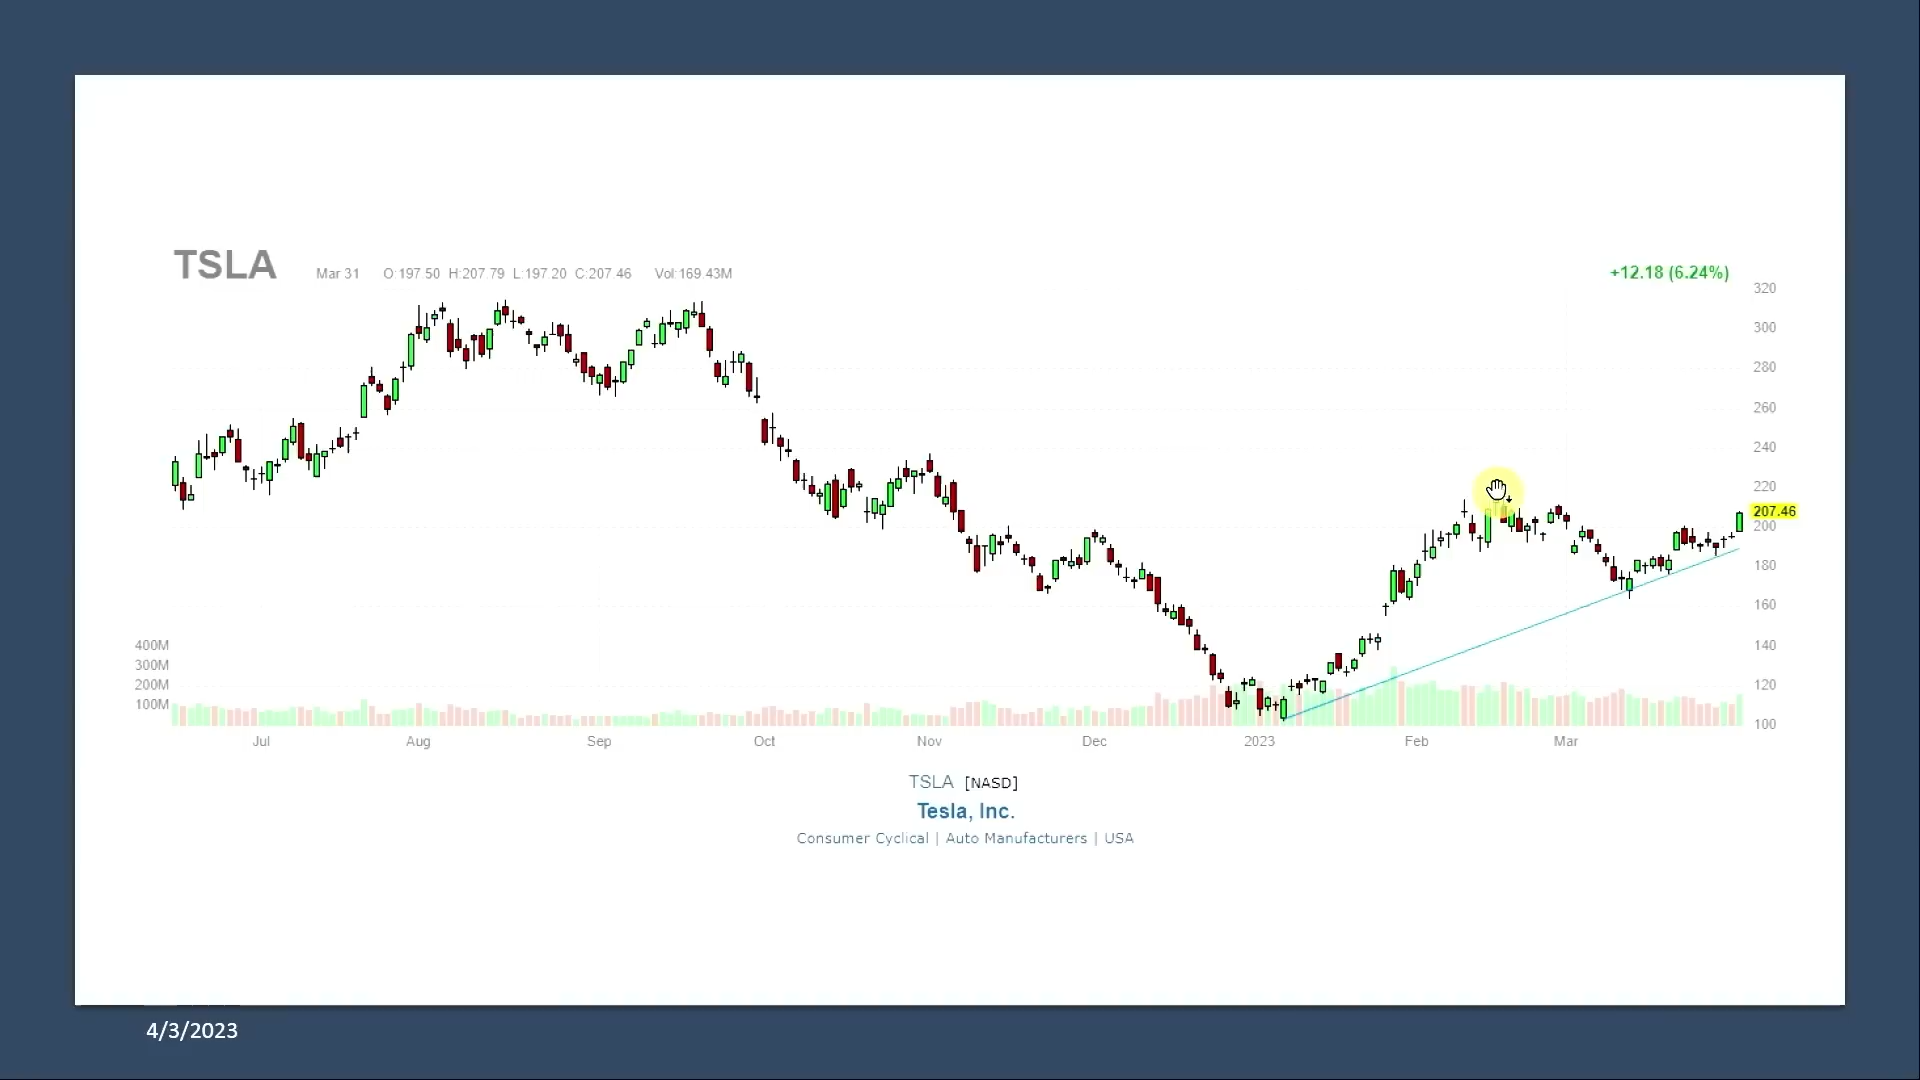 TSLA Mar 31 O:197.50 H:207.79 L:197.20 C:207.46 Vol:169.43M +12.18 (6.24%)
320
300
280
260
240
220
207.46
200
180
160
400M 140
300M
200M 120
100M
100
Jul Aug Sep Oct Nov Dec 2023 Feb Mar
TSLA [NASD]
Tesla, Inc.
Consumer Cyclical | Auto Manufacturers | USA
4/3/2023